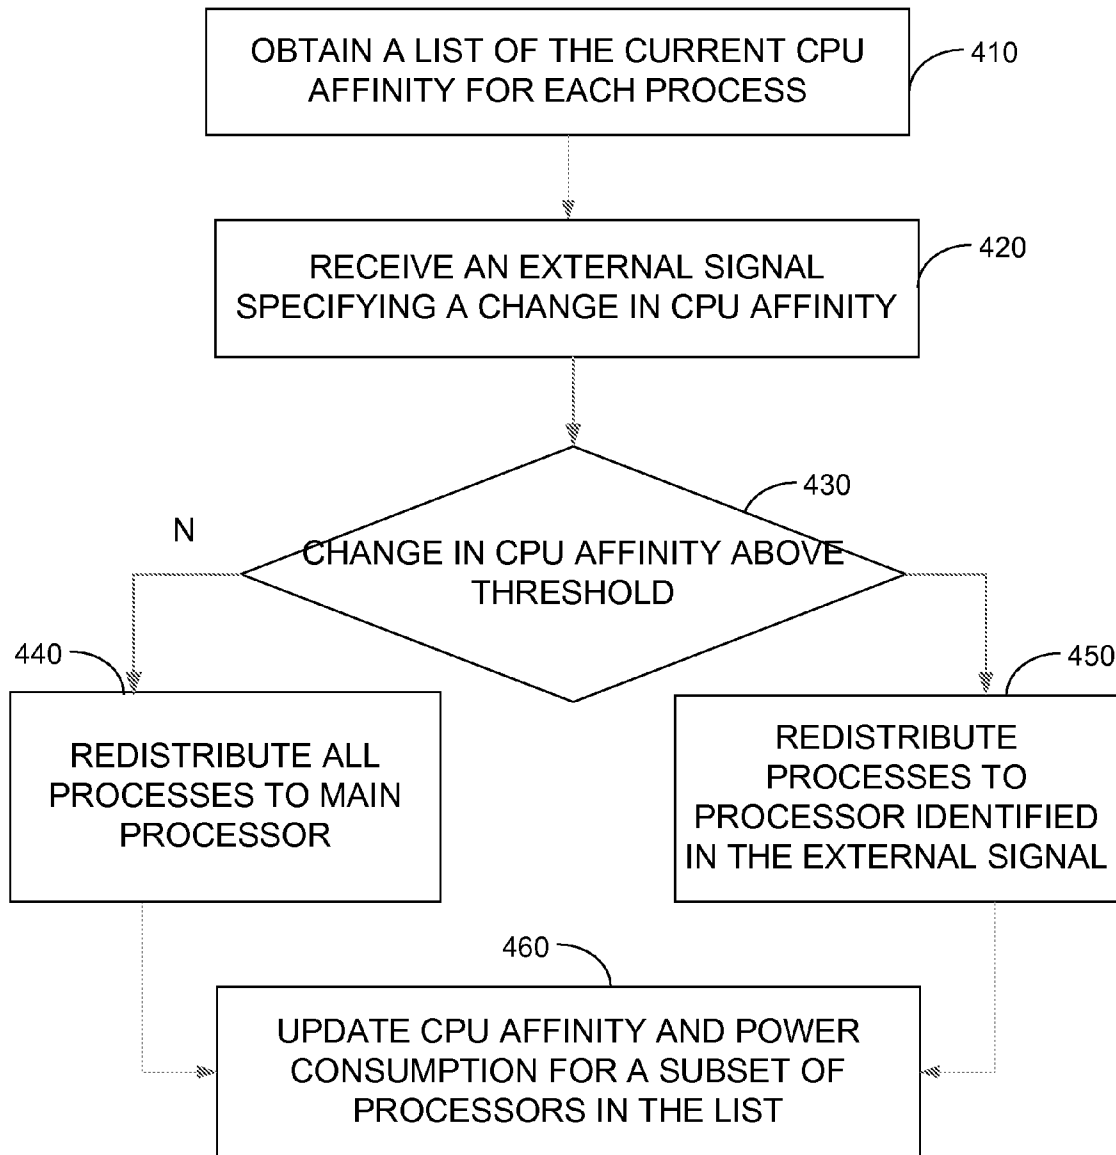 OBTAIN A LIST OF THE CURRENT CPU
AFFINITY FOR EACH PROCESS
410
RECEIVE AN EXTERNAL SIGNAL
SPECIFYING A CHANGE IN CPU AFFINITY
420
430
N
CHANGE IN CPU AFFINITY ABOVE
THRESHOLD
440
REDISTRIBUTE ALL
PROCESSES TO MAIN
PROCESSOR
450
REDISTRIBUTE
PROCESSES TO
PROCESSOR IDENTIFIED
IN THE EXTERNAL SIGNAL
460
UPDATE CPU AFFINITY AND POWER
CONSUMPTION FOR A SUBSET OF
PROCESSORS IN THE LIST